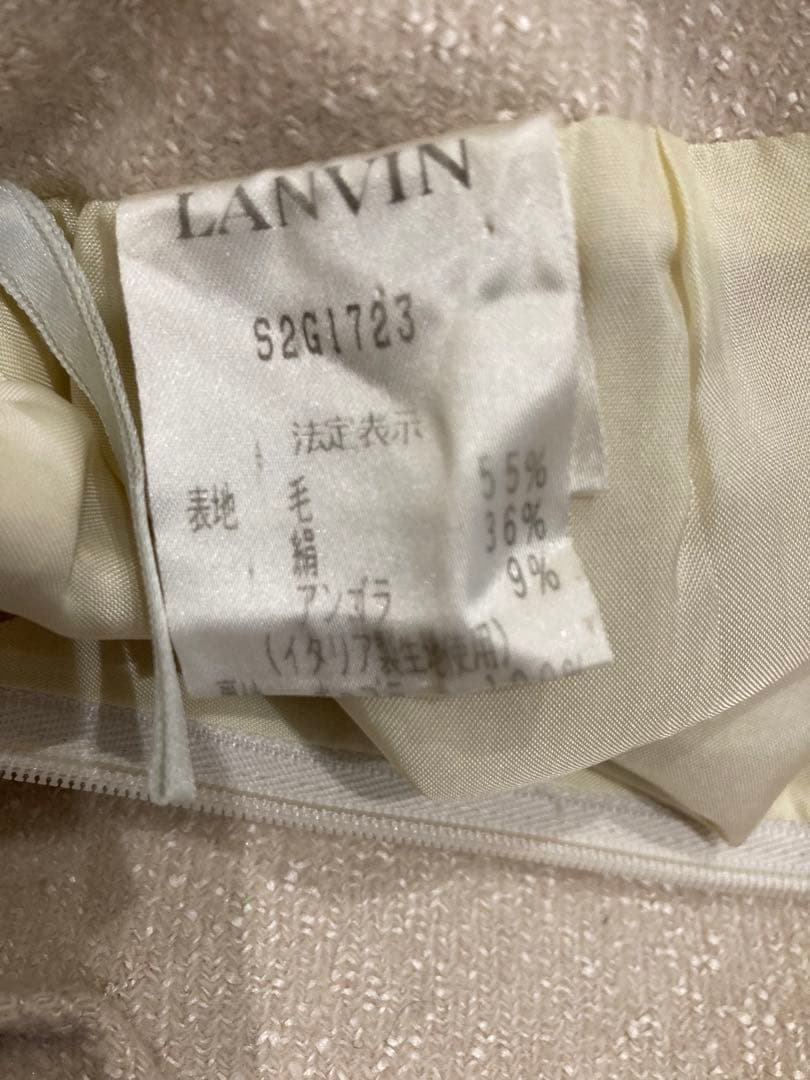 LANVIN
S2G1723
法定表示
表地 毛 55%
絹 36%
アンゴラ 9%
(イタリア製生地使用)